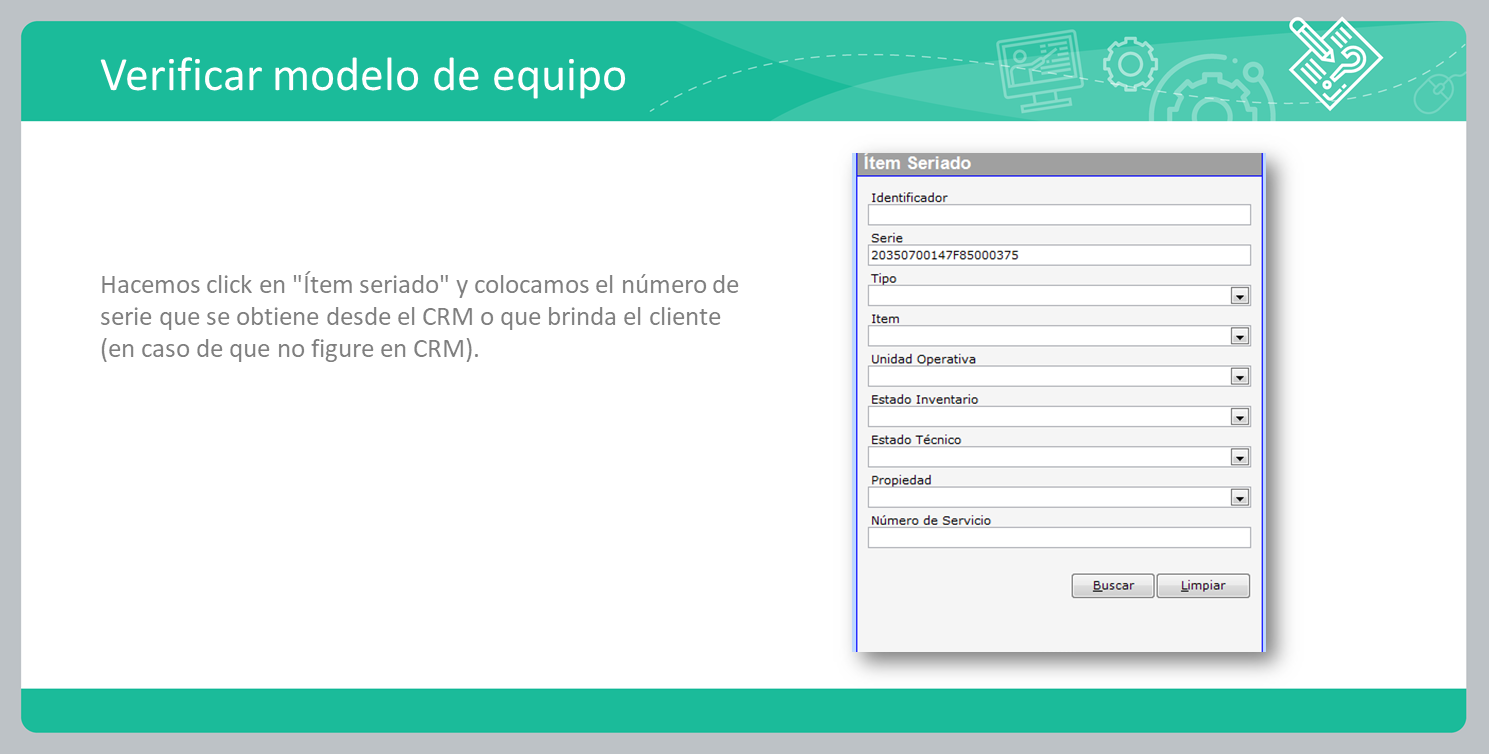 Verificar modelo de equipo
Hacemos click en "Ítem seriado" y colocamos el número de
serie que se obtiene desde el CRM o que brinda el cliente
(en caso de que no figure en CRM).
Ítem Seriado
Identificador
Serie
20350700147F85000375
Tipo
Item
Unidad Operativa
Estado Inventario
Estado Técnico
Propiedad
Número de Servicio
Buscar Limpiar